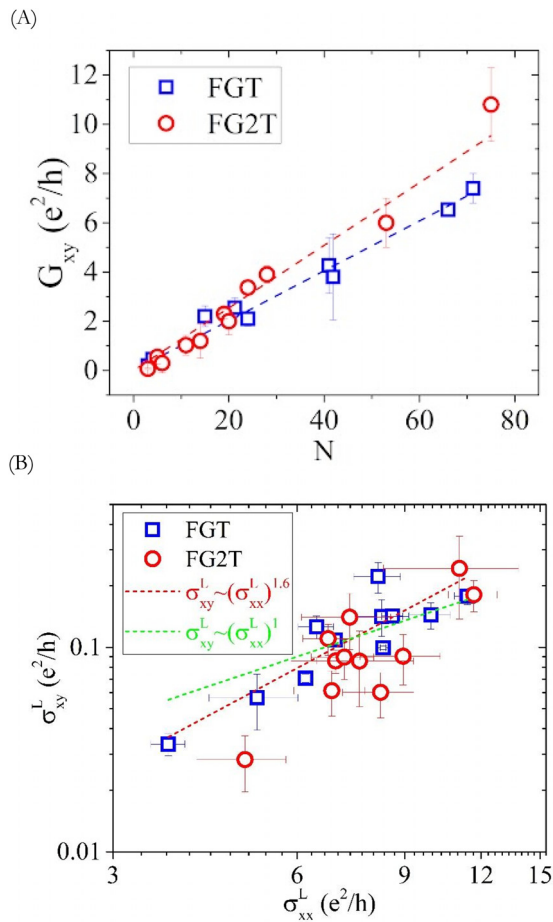 (A)
12
10
8
6
4
2
0
G_xy (e²/h)
FGT
FG2T
0 20 40 60 80
N
(B)
FGT
FG2T
σ^L_xy~(σ^L_xx)^1.6
σ^L_xy~(σ^L_xx)^1
0.1
0.01
σ^L_xy (e²/h)
3 6 9 12 15
σ^L_xx (e²/h)